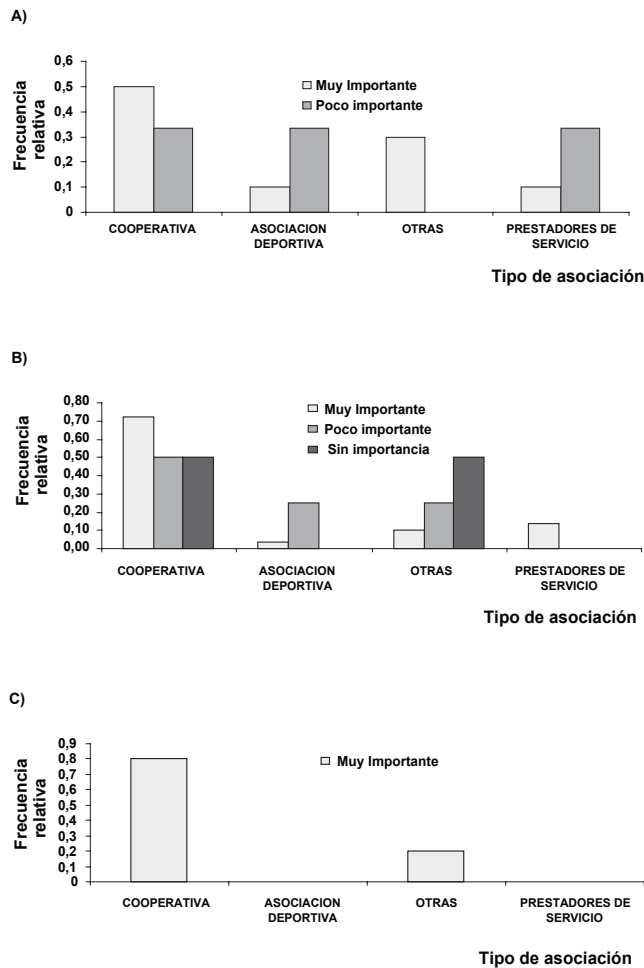 A)
Frecuencia
relativa
0,6
0,5
0,4
0,3
0,2
0,1
0
Muy Importante
Poco importante
COOPERATIVA
ASOCIACION
DEPORTIVA
OTRAS
PRESTADORES DE
SERVICIO
Tipo de asociación
B)
Frecuencia
relativa
0,80
0,70
0,60
0,50
0,40
0,30
0,20
0,10
0,00
Muy Importante
Poco importante
Sin importancia
COOPERATIVA
ASOCIACION
DEPORTIVA
OTRAS
PRESTADORES DE
SERVICIO
Tipo de asociación
C)
Frecuencia
relativa
0,9
0,8
0,7
0,6
0,5
0,4
0,3
0,2
0,1
0
Muy Importante
COOPERATIVA
ASOCIACION
DEPORTIVA
OTRAS
PRESTADORES DE
SERVICIO
Tipo de asociación